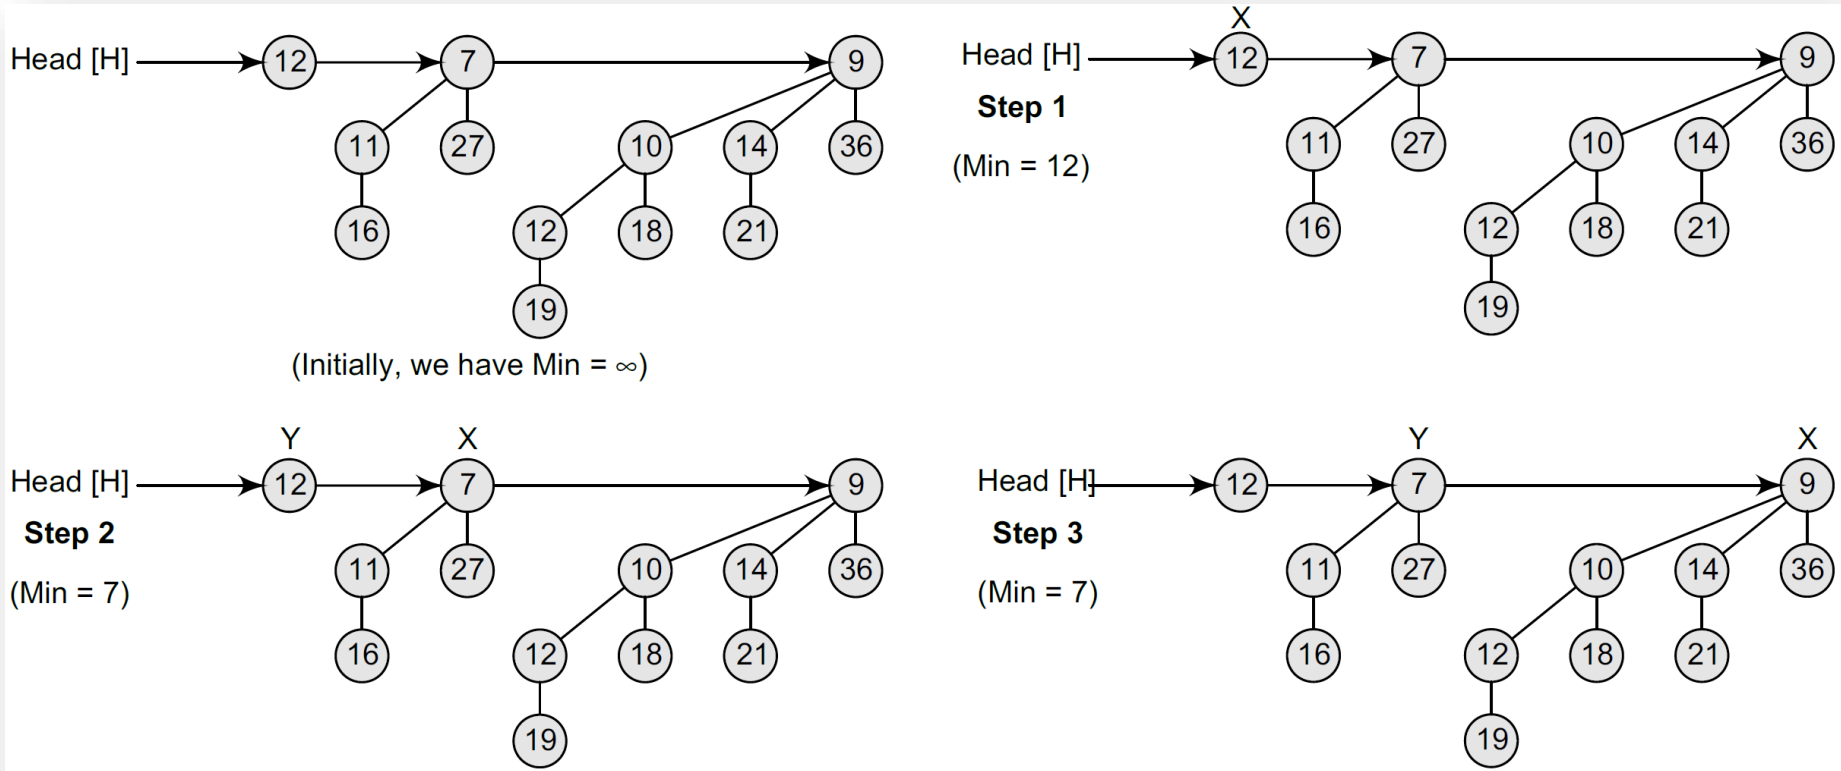 Head [H] 12 7 9
11 27 10 14 36
16 12 18 21
19
(Initially, we have Min = ∞)
X
Head [H] 12 7 9
Step 1
11 27 10 14 36
(Min = 12)
16 12 18 21
19
Y X
Head [H] 12 7 9
Step 2
11 27 10 14 36
(Min = 7)
16 12 18 21
19
Y X
Head [H] 12 7 9
Step 3
11 27 10 14 36
(Min = 7)
16 12 18 21
19